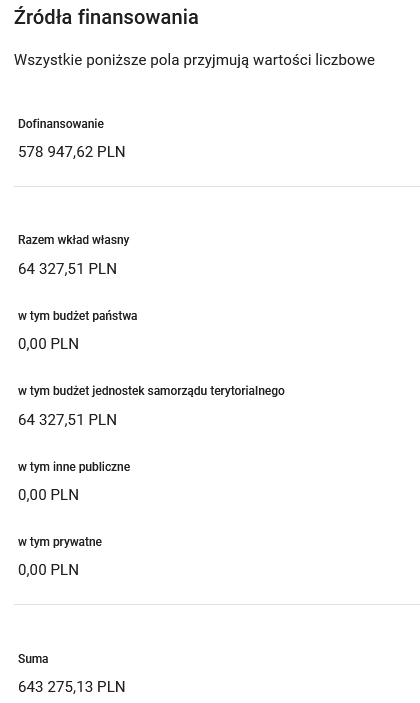 Źródła finansowania
Wszystkie poniższe pola przyjmują wartości liczbowe
Dofinansowanie
578 947,62 PLN
Razem wkład własny
64 327,51 PLN
w tym budżet państwa
0,00 PLN
w tym budżet jednostek samorządu terytorialnego
64 327,51 PLN
w tym inne publiczne
0,00 PLN
w tym prywatne
0,00 PLN
Suma
643 275,13 PLN